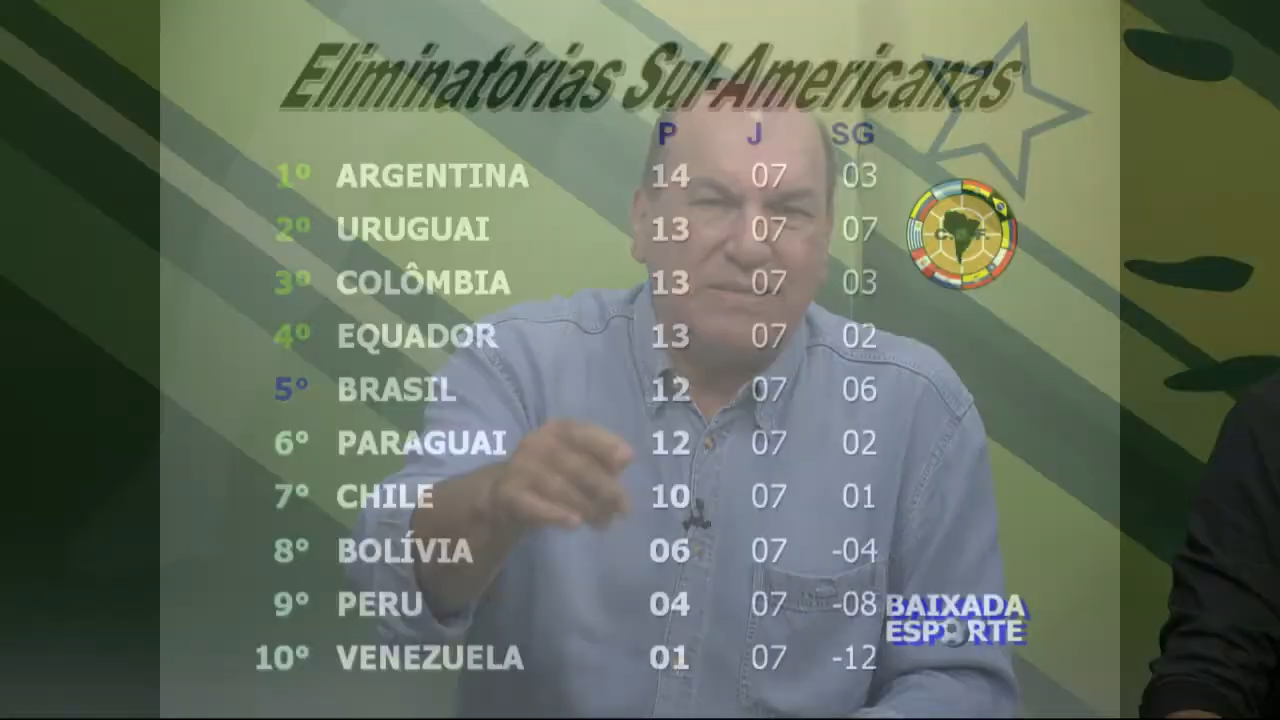 Eliminatórias Sul-Americanas
P J SG
1º ARGENTINA 14 07 03
2º URUGUAI 13 07 07
3º COLÔMBIA 13 07 03
4º EQUADOR 13 07 02
5º BRASIL 12 07 06
6º PARAGUAI 12 07 02
7º CHILE 10 07 01
8º BOLÍVIA 06 07 -04
9º PERU 04 07 -08
10º VENEZUELA 01 07 -12
BAIXADA
ESPORTE